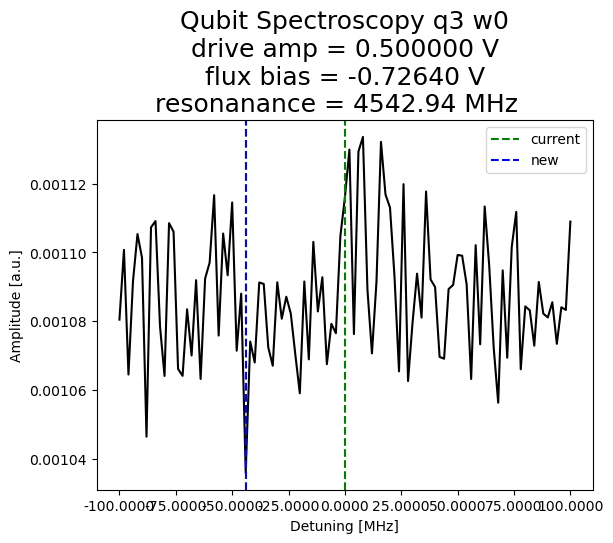 Qubit Spectroscopy q3 w0
drive amp = 0.500000 V
flux bias = -0.72640 V
resonanance = 4542.94 MHz
current
new
0.00112
0.00110
0.00108
0.00106
0.00104
Amplitude [a.u.]
-100.0000 -75.0000 -50.0000 -25.0000 0.0000 25.0000 50.0000 75.0000 100.0000
Detuning [MHz]